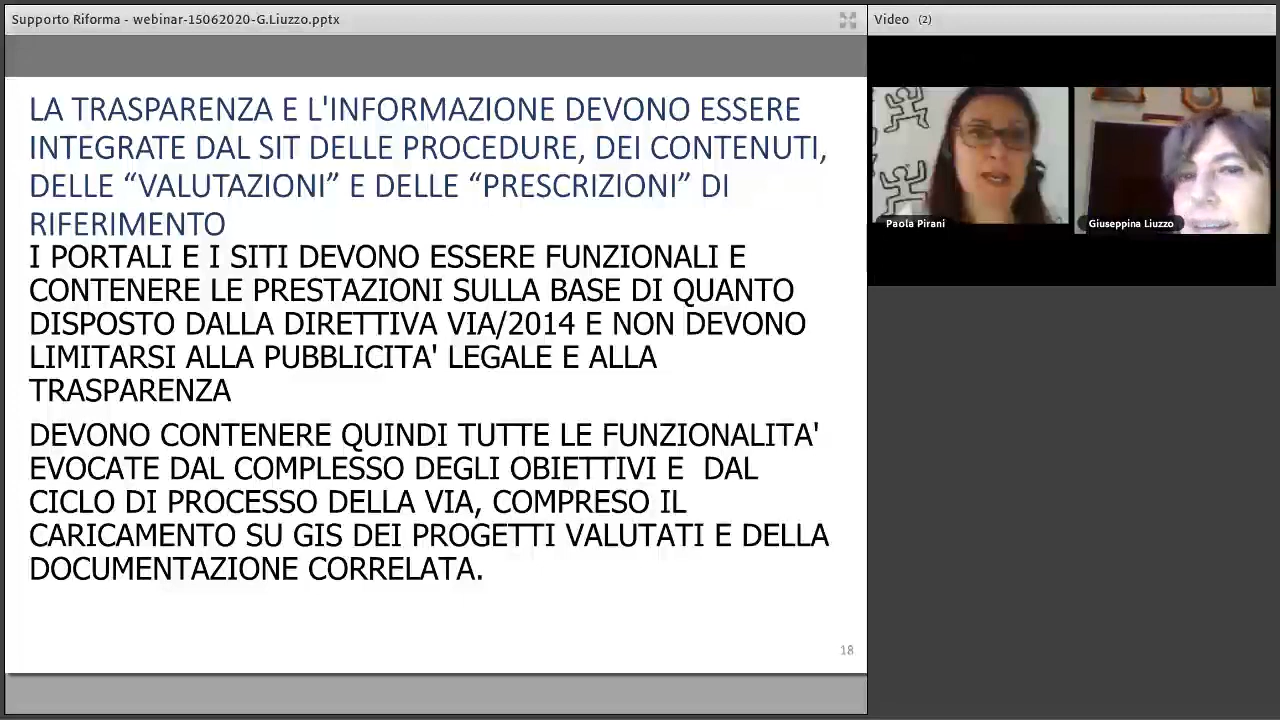 Supporto Riforma - webinar-15062020-G.Liuzzo.pptx
Video (2)
LA TRASPARENZA E L'INFORMAZIONE DEVONO ESSERE
INTEGRATE DAL SIT DELLE PROCEDURE, DEI CONTENUTI,
DELLE “VALUTAZIONI” E DELLE “PRESCRIZIONI” DI
RIFERIMENTO
I PORTALI E I SITI DEVONO ESSERE FUNZIONALI E
CONTENERE LE PRESTAZIONI SULLA BASE DI QUANTO
DISPOSTO DALLA DIRETTIVA VIA/2014 E NON DEVONO
LIMITARSI ALLA PUBBLICITA' LEGALE E ALLA
TRASPARENZA
DEVONO CONTENERE QUINDI TUTTE LE FUNZIONALITA'
EVOCATE DAL COMPLESSO DEGLI OBIETTIVI E  DAL
CICLO DI PROCESSO DELLA VIA, COMPRESO IL
CARICAMENTO SU GIS DEI PROGETTI VALUTATI E DELLA
DOCUMENTAZIONE CORRELATA.
18
Paola Pirani
Giuseppina Liuzzo